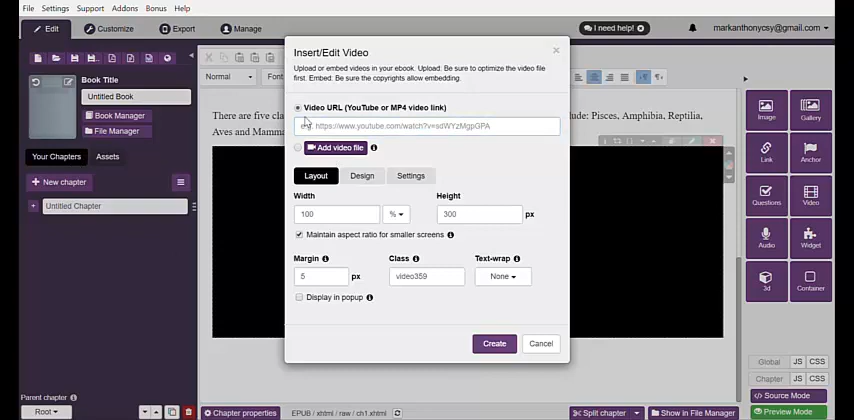 File Settings Support Addons Bonus Help
Edit Customize Export Manage I need help! markanthonycsy@gmail.com
Book Title
Untitled Book
Book Manager
File Manager
Your Chapters Assets
New chapter
Untitled Chapter
Parent chapter
Root
Normal Font
There are five cla
lude: Pisces, Amphibia, Reptilia,
Aves and Mamma
Insert/Edit Video
Upload or embed videos in your ebook. Upload: Be sure to optimize the video file
first. Embed: Be sure the copyrights allow embedding.
Video URL (YouTube or MP4 video link)
e.g. https://www.youtube.com/watch?v=sdWYzMgpGPA
Add video file
Layout Design Settings
Width Height
100 % 300 px
Maintain aspect ratio for smaller screens
Margin Class Text-wrap
5 px video359 None
Display in popup
Create Cancel
Image Gallery
Link Anchor
Questions Video
Audio Widget
3d Container
Global JS CSS
Chapter JS CSS
Source Mode
Preview Mode
Chapter properties EPUB / xhtml / raw / ch1.xhtml Split chapter Show in File Manager